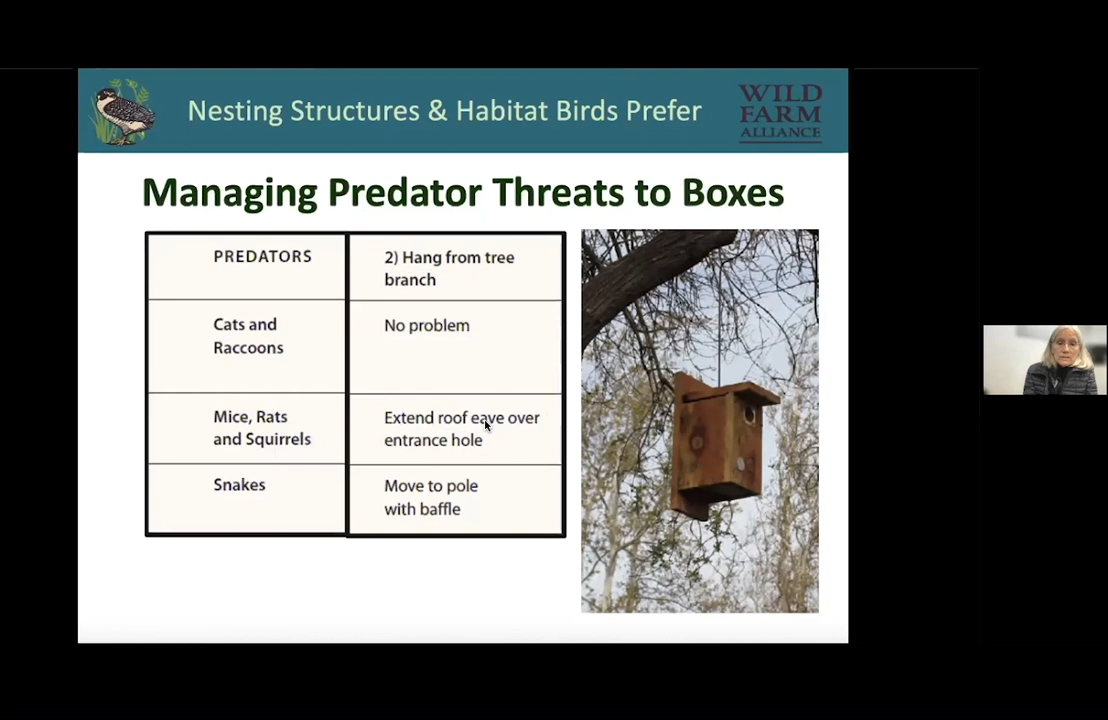 Nesting Structures & Habitat Birds Prefer
WILD
FARM
ALLIANCE
Managing Predator Threats to Boxes
PREDATORS
2) Hang from tree
branch
Cats and
Raccoons
No problem
Mice, Rats
and Squirrels
Extend roof eave over
entrance hole
Snakes
Move to pole
with baffle